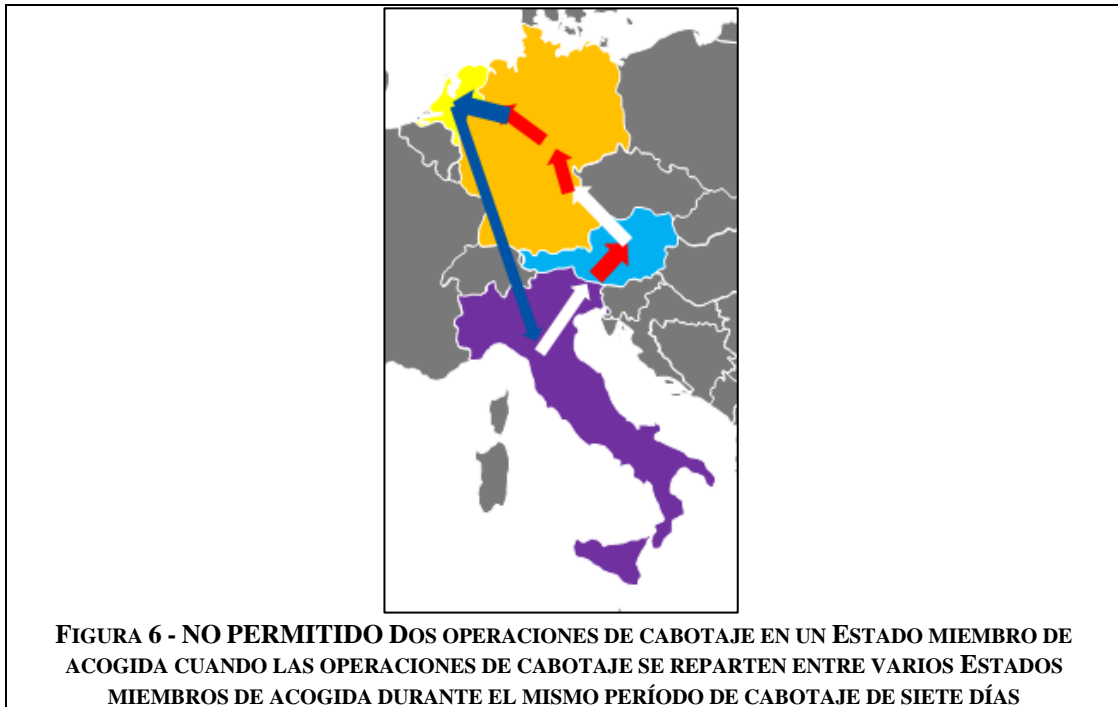 FIGURA 6 - NO PERMITIDO DOS OPERACIONES DE CABOTAJE EN UN ESTADO MIEMBRO DE
ACOGIDA CUANDO LAS OPERACIONES DE CABOTAJE SE REPARTEN ENTRE VARIOS ESTADOS
MIEMBROS DE ACOGIDA DURANTE EL MISMO PERÍODO DE CABOTAJE DE SIETE DÍAS